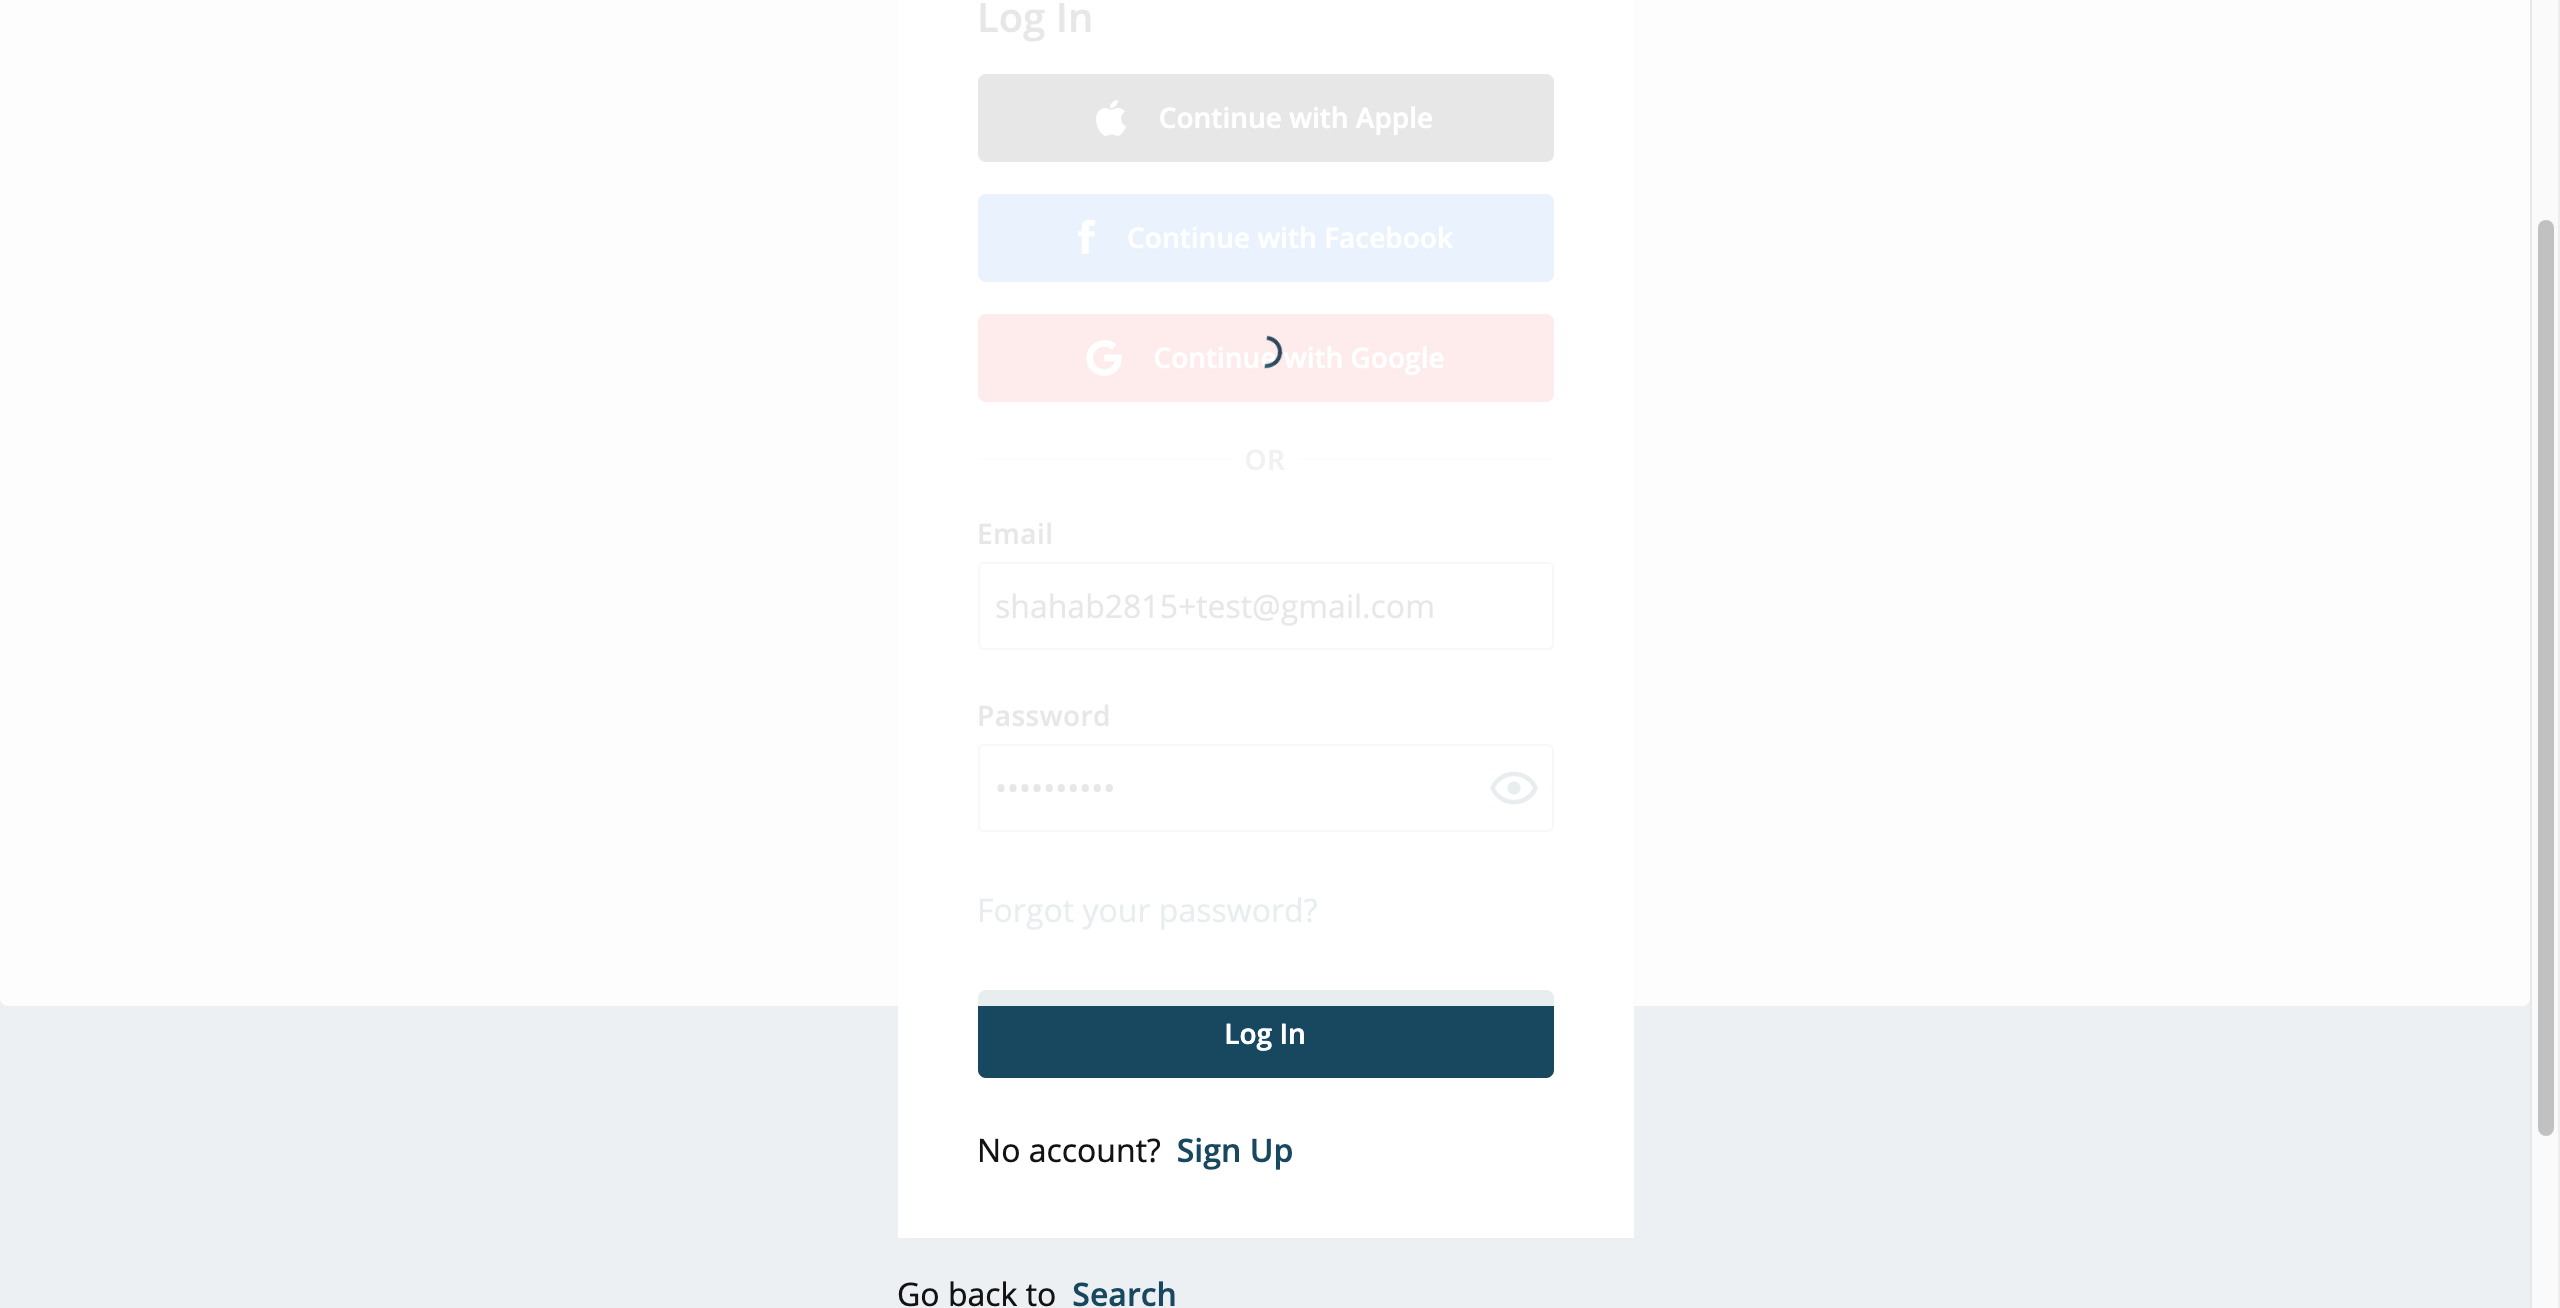 Log In
Continue with Apple
Continue with Facebook
Continue with Google
OR
Email
shahab2815+test@gmail.com
Password
••••••••••
Forgot your password?
Log In
No account? Sign Up
Go back to Search